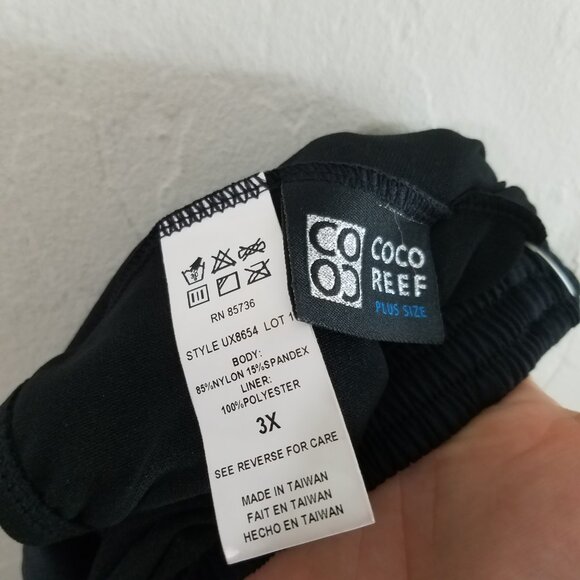 COCO
REEF
PLUS SIZE
RN 85736
STYLE UX8654 LOT
BODY:
85%NYLON 15%SPANDEX
LINER:
100%POLYESTER
3X
SEE REVERSE FOR CARE
MADE IN TAIWAN
FAIT EN TAIWAN
HECHO EN TAIWAN